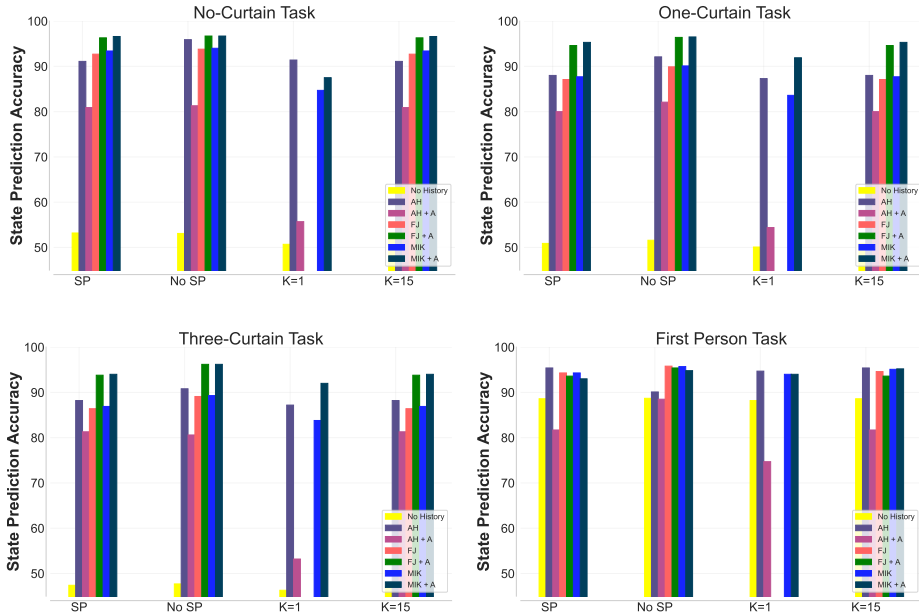 No-Curtain Task
State Prediction Accuracy
100
90
80
70
60
50
No History
AH
AH + A
FJ
FJ + A
MIK
MIK + A
SP No SP K=1 K=15
One-Curtain Task
State Prediction Accuracy
100
90
80
70
60
50
No History
AH
AH + A
FJ
FJ + A
MIK
MIK + A
SP No SP K=1 K=15
Three-Curtain Task
State Prediction Accuracy
100
90
80
70
60
50
No History
AH
AH + A
FJ
FJ + A
MIK
MIK + A
SP No SP K=1 K=15
First Person Task
State Prediction Accuracy
100
90
80
70
60
50
No History
AH
AH + A
FJ
FJ + A
MIK
MIK + A
SP No SP K=1 K=15